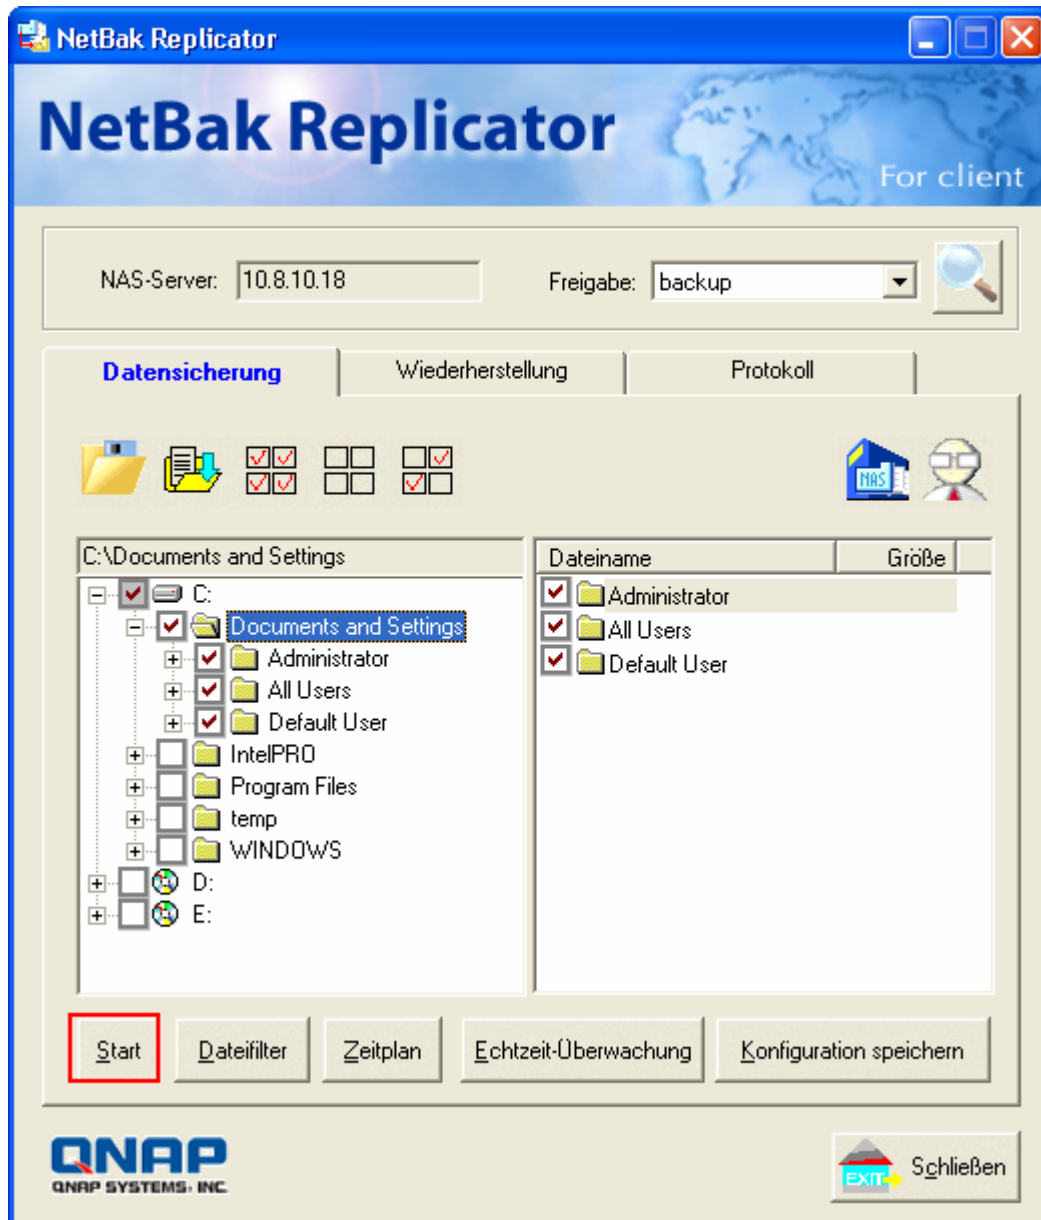 NetBak Replicator
NetBak Replicator
For client
NAS-Server: 10.8.10.18 Freigabe: backup
Datensicherung Wiederherstellung Protokoll
NAS
C:\Documents and Settings
Dateiname Größe
C:
Documents and Settings
Administrator
All Users
Default User
IntelPRO
Program Files
temp
WINDOWS
D:
E:
Administrator
All Users
Default User
Start Dateifilter Zeitplan Echtzeit-Überwachung Konfiguration speichern
QNAP
QNAP SYSTEMS, INC.
EXIT Schließen